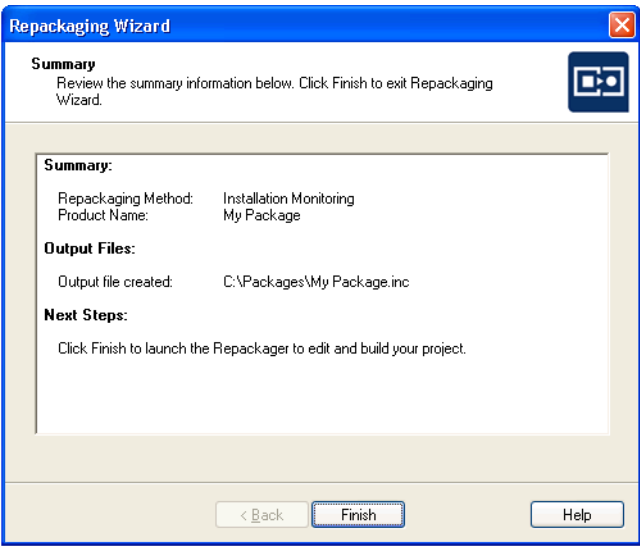 Repackaging Wizard
Summary
Review the summary information below. Click Finish to exit Repackaging
Wizard.
Summary:
Repackaging Method: Installation Monitoring
Product Name: My Package
Output Files:
Output file created: C:\Packages\My Package.inc
Next Steps:
Click Finish to launch the Repackager to edit and build your project.
< Back Finish Help